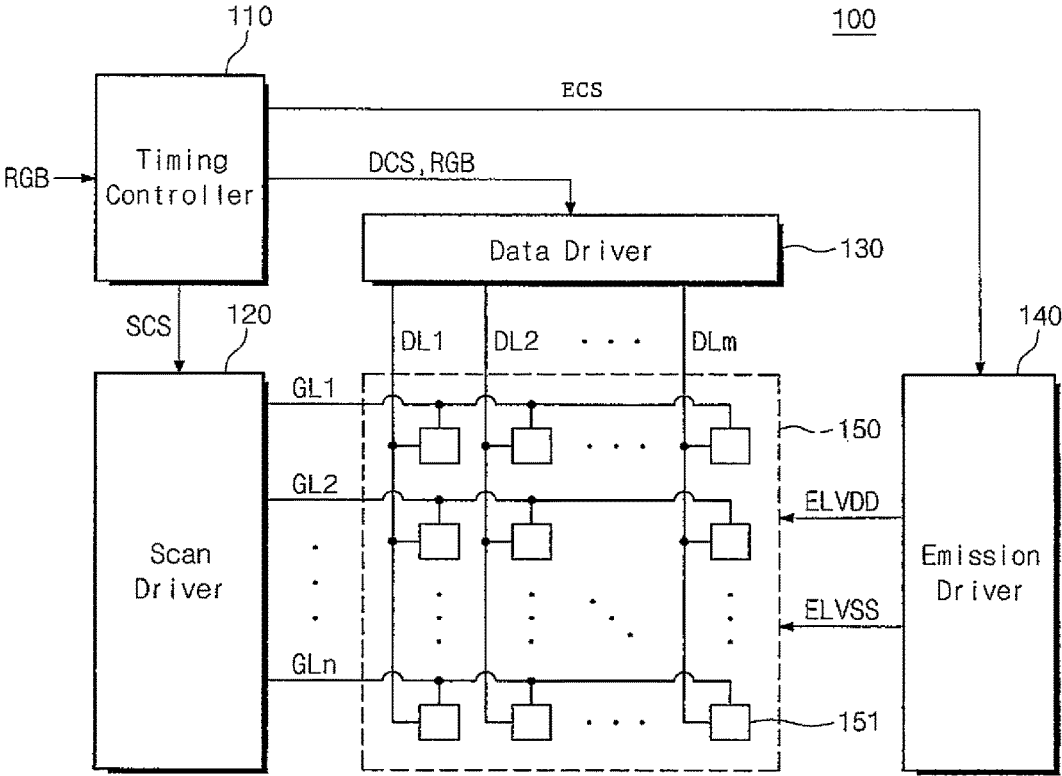 110
100
ECS
RGB
Timing
Controller
DCS,RGB
Data Driver
130
SCS
120
140
DL1
DL2
DLm
GL1
150
GL2
ELVDD
Scan
Driver
Emission
Driver
ELVSS
GLn
151